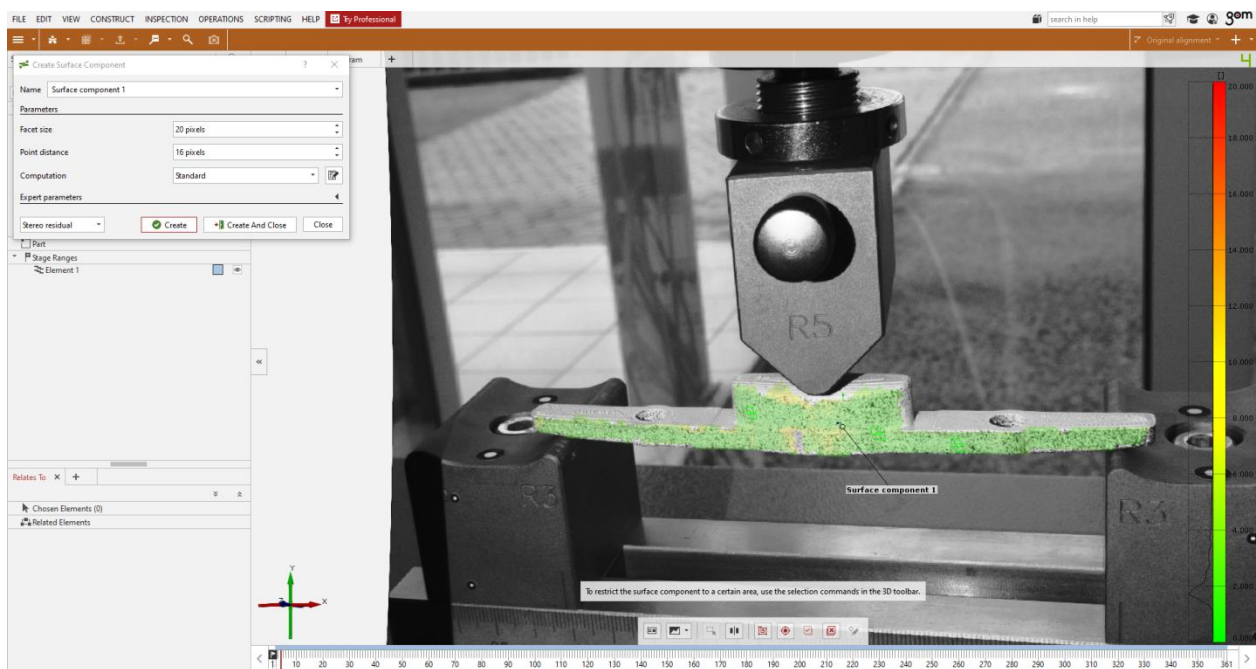 FILE EDIT VIEW CONSTRUCT INSPECTION OPERATIONS SCRIPTING HELP Try Professional
search in help
gom
Original alignment
Create Surface Component ? ×
Name Surface component 1
Parameters
Facet size 20 pixels
Point distance 16 pixels
Computation Standard
Expert parameters
Stereo residual Create Create And Close Close
Part
Stage Ranges
Element 1
Relates To
Chosen Elements (0)
Related Elements
R5
R3
R3
Surface component 1
[]
20.000
18.000
16.000
14.000
12.000
10.000
8.000
2.000
0.000
Y
X
To restrict the surface component to a certain area, use the selection commands in the 3D toolbar.
1 10 20 30 40 50 60 70 80 90 100 110 120 130 140 150 160 170 180 190 200 210 220 230 240 250 260 270 280 290 300 310 320 330 340 350 361